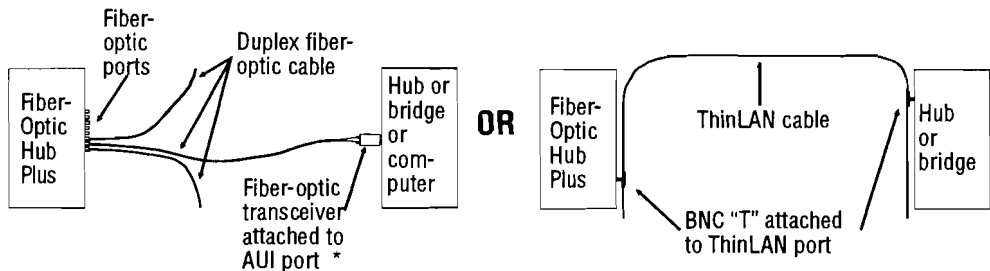 Fiber-
optic
ports
Duplex fiber-
optic cable
Fiber-
Optic
Hub
Plus
Hub or
bridge
or
com-
puter
Fiber-optic
transceiver
attached to
AUI port *
OR
Fiber-
Optic
Hub
Plus
ThinLAN cable
Hub
or
bridge
BNC “T” attached
to ThinLAN port